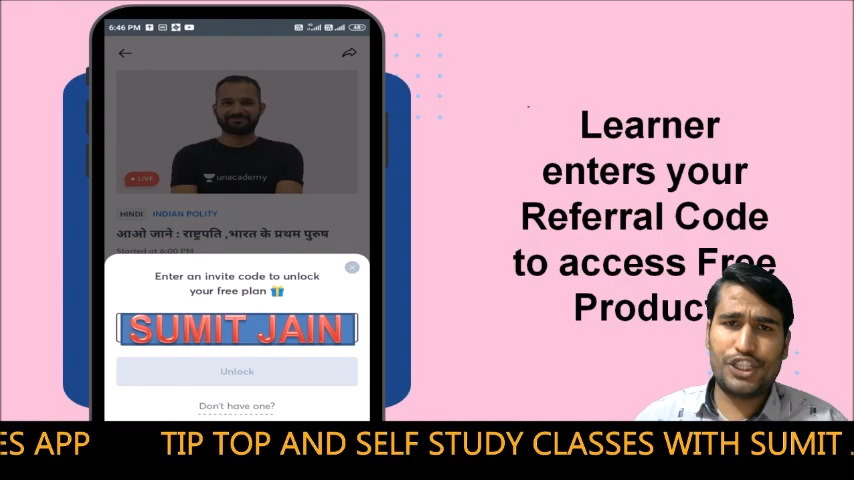 6:46 PM
LIVE
unacademy
HINDI INDIAN POLITY
आओ जाने : राष्ट्रपति ,भारत के प्रथम पुरुष
Started at 6:00 PM
Enter an invite code to unlock
your free plan
SUMIT JAIN
Unlock
Don't have one?
Learner
enters your
Referral Code
to access Free
Product
ES APP TIP TOP AND SELF STUDY CLASSES WITH SUMIT